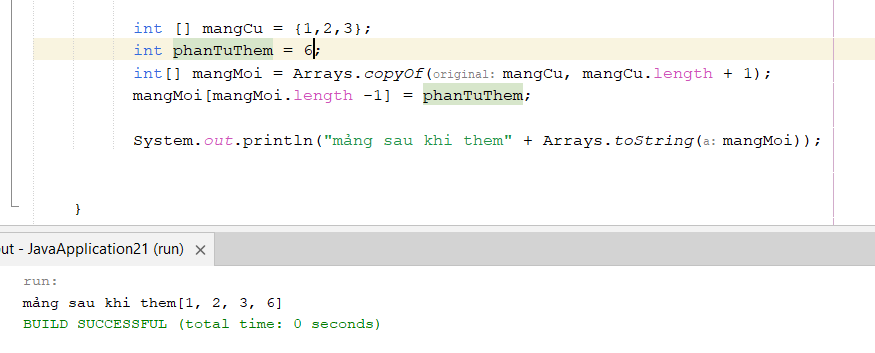 int [] mangCu = {1,2,3};
int phanTuThem = 6;
int[] mangMoi = Arrays.copyOf(original: mangCu, mangCu.length + 1);
mangMoi[mangMoi.length -1] = phanTuThem;
System.out.println("mảng sau khi them" + Arrays.toString(a: mangMoi));
}
ut - JavaApplication21 (run) ×
run:
mảng sau khi them[1, 2, 3, 6]
BUILD SUCCESSFUL (total time: 0 seconds)